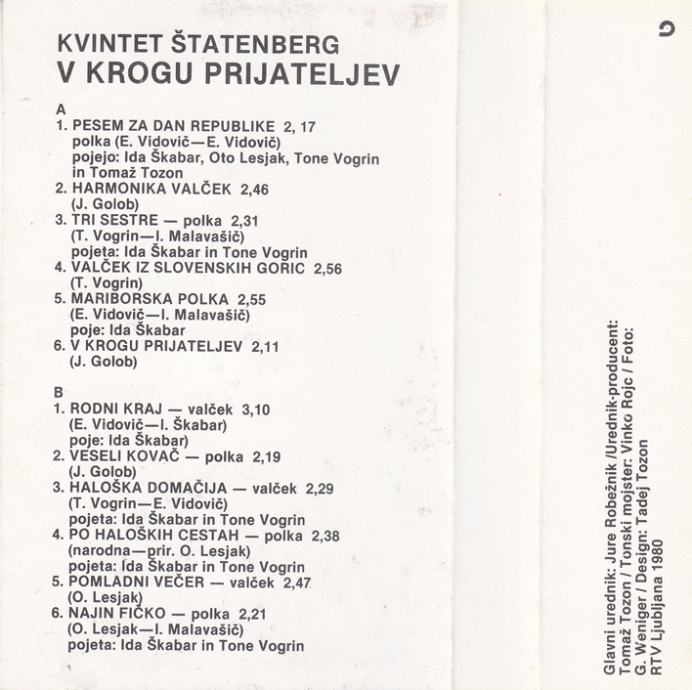 KVINTET ŠTATENBERG
V KROGU PRIJATELJEV
A
1. PESEM ZA DAN REPUBLIKE 2, 17
polka (E. Vidovič—E. Vidovič)
pojejo: Ida Škabar, Oto Lesjak, Tone Vogrin
in Tomaž Tozon
2. HARMONIKA VALČEK 2,46
(J. Golob)
3. TRI SESTRE — polka 2,31
(T. Vogrin—I. Malavašič)
pojeta: Ida Škabar in Tone Vogrin
4. VALČEK IZ SLOVENSKIH GORIC 2,56
(T. Vogrin)
5. MARIBORSKA POLKA 2,55
(E. Vidovič—I. Malavašič)
poje: Ida Škabar
6. V KROGU PRIJATELJEV 2,11
(J. Golob)
B
1. RODNI KRAJ — valček 3,10
(E. Vidovič—I. Škabar)
poje: Ida Škabar)
2. VESELI KOVAČ — polka 2,19
(J. Golob)
3. HALOŠKA DOMAČIJA — valček 2,29
(T. Vogrin—E. Vidovič)
pojeta: Ida Škabar in Tone Vogrin
4. PO HALOŠKIH CESTAH — polka 2,38
(narodna—prir. O. Lesjak)
pojeta: Ida Škabar in Tone Vogrin
5. POMLADNI VEČER — valček 2,47
(O. Lesjak)
6. NAJIN FIČKO — polka 2,21
(O. Lesjak—I. Malavašič)
pojeta: Ida Škabar in Tone Vogrin
Glavni urednik: Jure Robežnik /Urednik-producent:
Tomaž Tozon / Tonski mojster: Vinko Rojc / Foto:
G. Weniger / Design: Tadej Tozon
RTV Ljubljana 1980